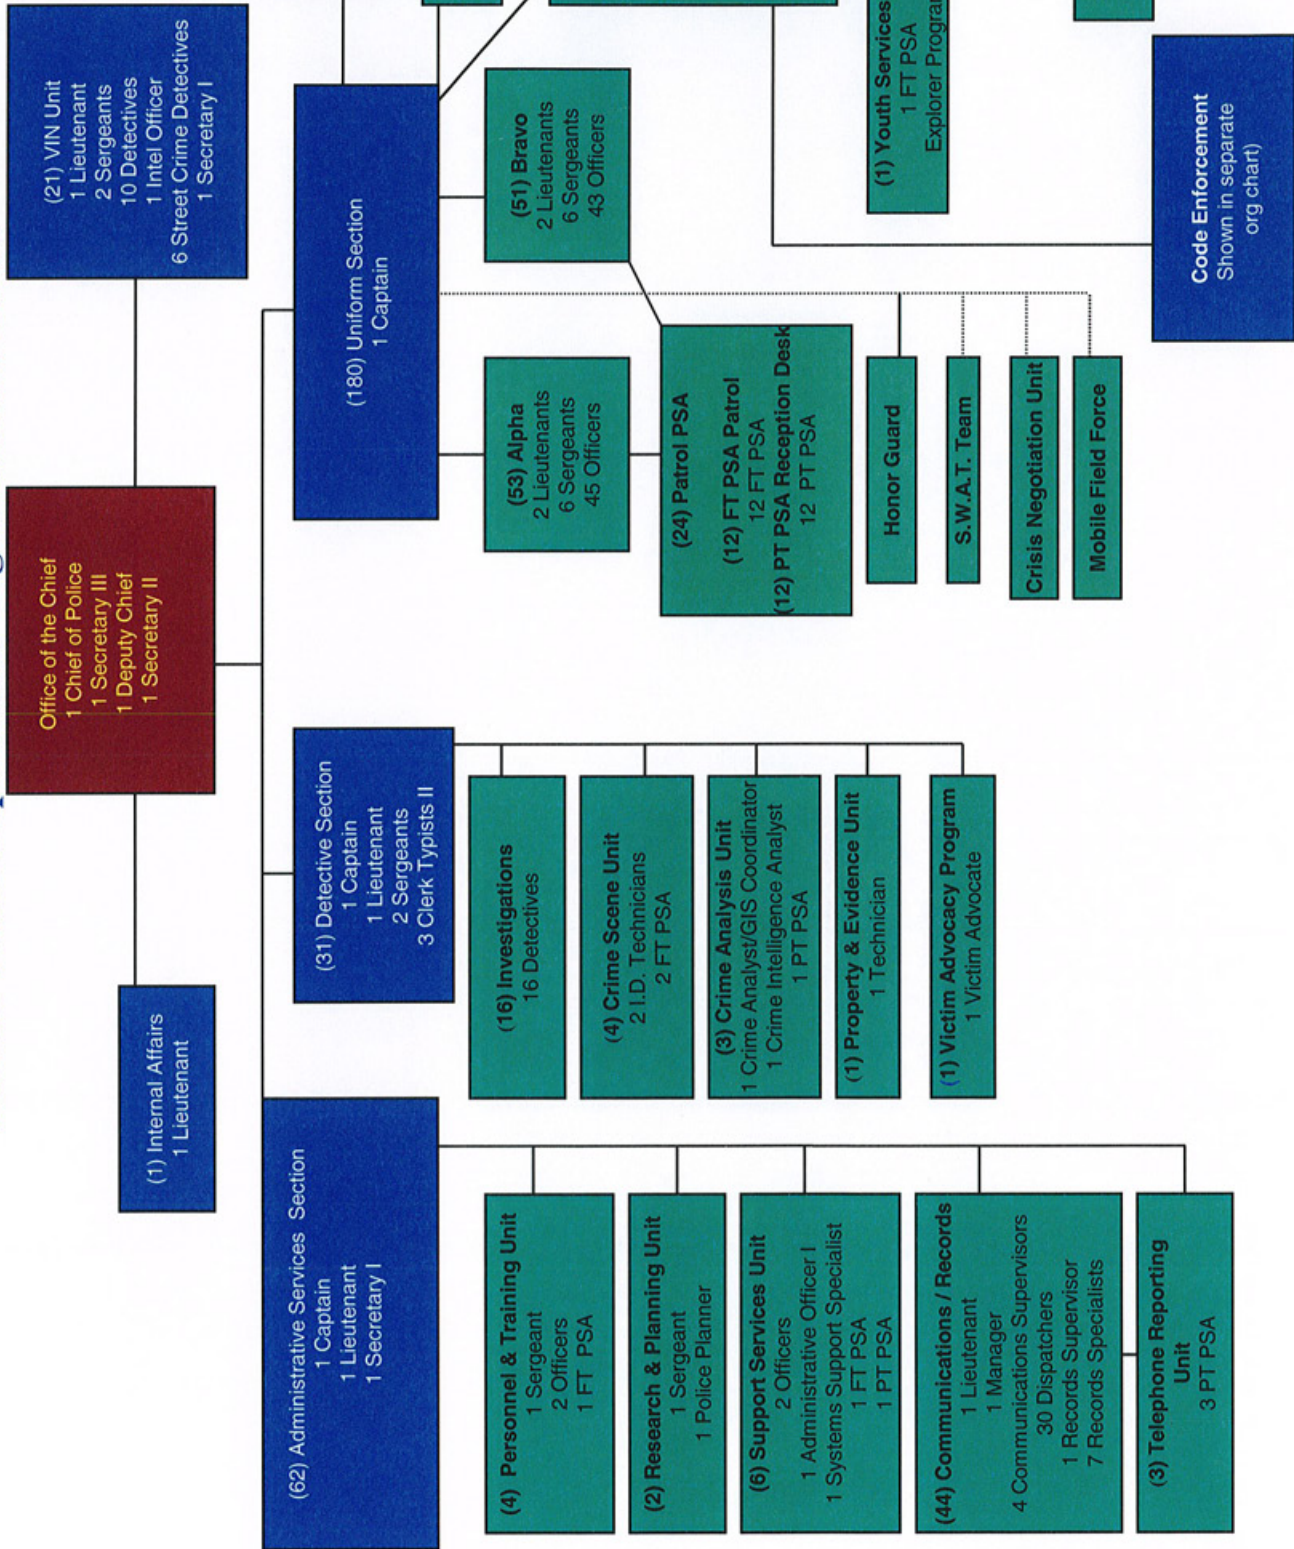 Office of the Chief
1 Chief of Police
1 Secretary III
1 Deputy Chief
1 Secretary II
(1) Internal Affairs
1 Lieutenant
(21) VIN Unit
1 Lieutenant
2 Sergeants
10 Detectives
1 Intel Officer
6 Street Crime Detectives
1 Secretary I
(62) Administrative Services Section
1 Captain
1 Lieutenant
1 Secretary I
(4) Personnel & Training Unit
1 Sergeant
2 Officers
1 FT PSA
(2) Research & Planning Unit
1 Sergeant
1 Police Planner
(6) Support Services Unit
2 Officers
1 Administrative Officer I
1 Systems Support Specialist
1 FT PSA
1 PT PSA
(44) Communications / Records
1 Lieutenant
1 Manager
4 Communications Supervisors
30 Dispatchers
1 Records Supervisor
7 Records Specialists
(3) Telephone Reporting
Unit
3 PT PSA
(31) Detective Section
1 Captain
1 Lieutenant
2 Sergeants
3 Clerk Typists II
(16) Investigations
16 Detectives
(4) Crime Scene Unit
2 I.D. Technicians
2 FT PSA
(3) Crime Analysis Unit
1 Crime Analyst/GIS Coordinator
1 Crime Intelligence Analyst
1 PT PSA
(1) Property & Evidence Unit
1 Technician
(1) Victim Advocacy Program
1 Victim Advocate
(180) Uniform Section
1 Captain
(53) Alpha
2 Lieutenants
6 Sergeants
45 Officers
(51) Bravo
2 Lieutenants
6 Sergeants
43 Officers
(24) Patrol PSA
(12) FT PSA Patrol
12 FT PSA
(12) PT PSA Reception Desk
12 PT PSA
Honor Guard
S.W.A.T. Team
Crisis Negotiation Unit
Mobile Field Force
(1) Youth Services
1 FT PSA
Explorer
Code Enforcement
Shown in separate
org chart)